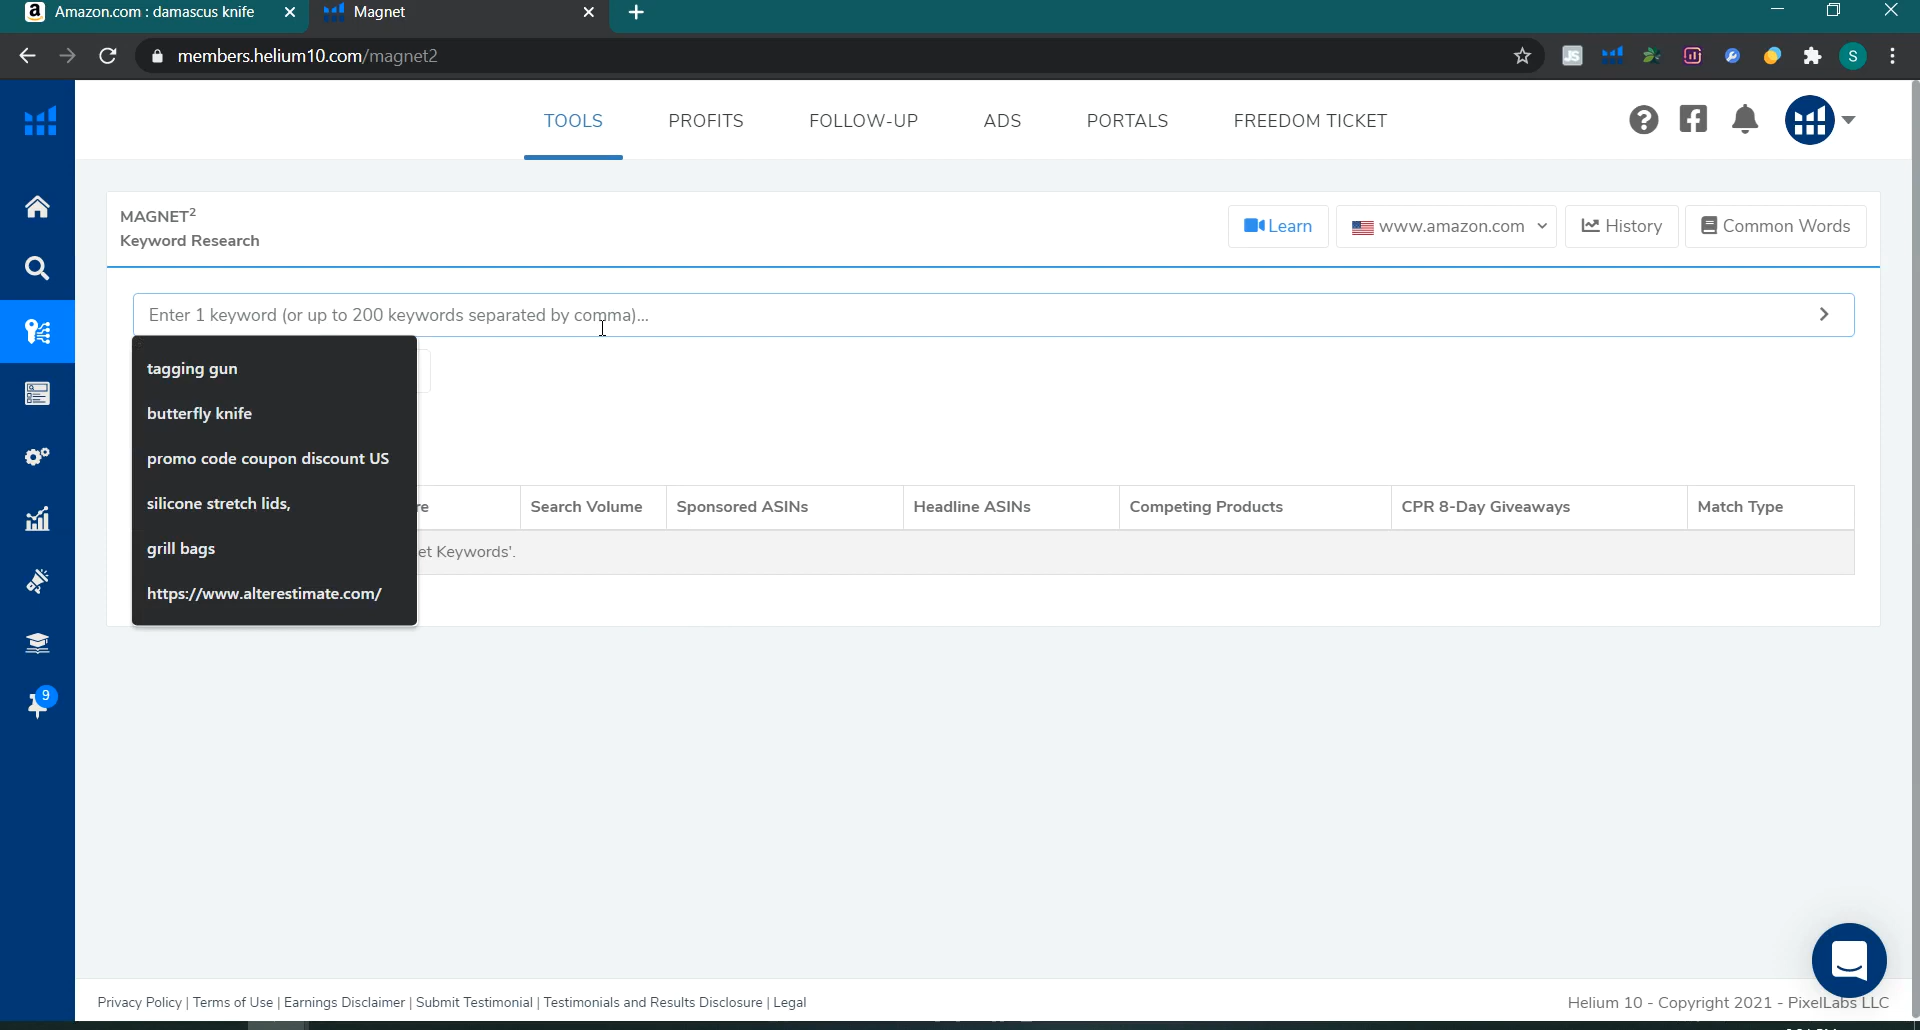 Amazon.com : damascus knife
Magnet
members.helium10.com/magnet2
JS
S
TOOLS
PROFITS
FOLLOW-UP
ADS
PORTALS
FREEDOM TICKET
MAGNET²
Keyword Research
Learn
www.amazon.com
History
Common Words
Enter 1 keyword (or up to 200 keywords separated by comma)...
tagging gun
butterfly knife
promo code coupon discount US
silicone stretch lids,
grill bags
https://www.alterestimate.com/
re
Search Volume
Sponsored ASINs
Headline ASINs
Competing Products
CPR 8-Day Giveaways
Match Type
et Keywords'.
9
Privacy Policy | Terms of Use | Earnings Disclaimer | Submit Testimonial | Testimonials and Results Disclosure | Legal
Helium 10 - Copyright 2021 - PixelLabs LLC